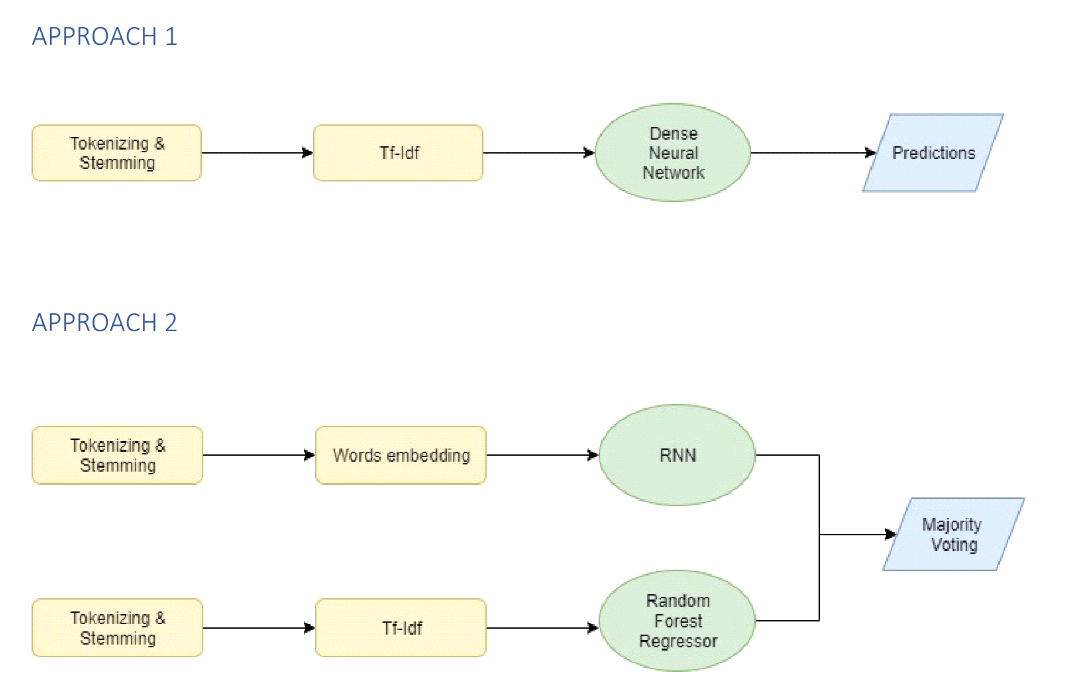 APPROACH 1
Tokenizing &
Stemming
Tf-Idf
Dense
Neural
Network
Predictions
APPROACH 2
Tokenizing &
Stemming
Words embedding
RNN
Majority
Voting
Tokenizing &
Stemming
Tf-Idf
Random
Forest
Regressor